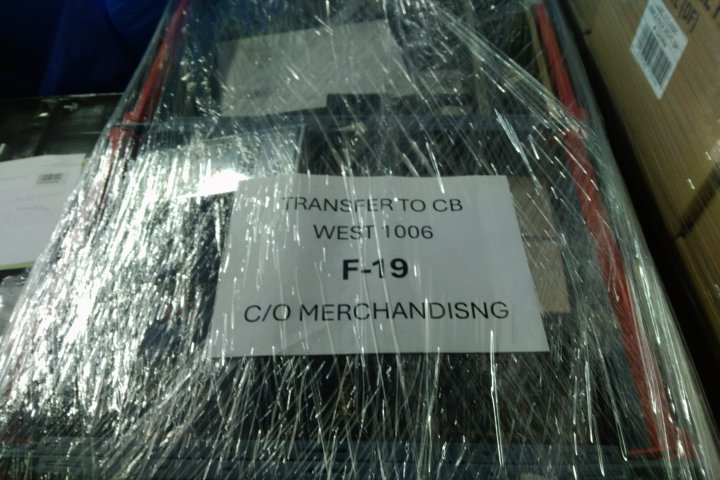 TRANSFER TO CB
WEST 1006
F-19
C/O MERCHANDISNG